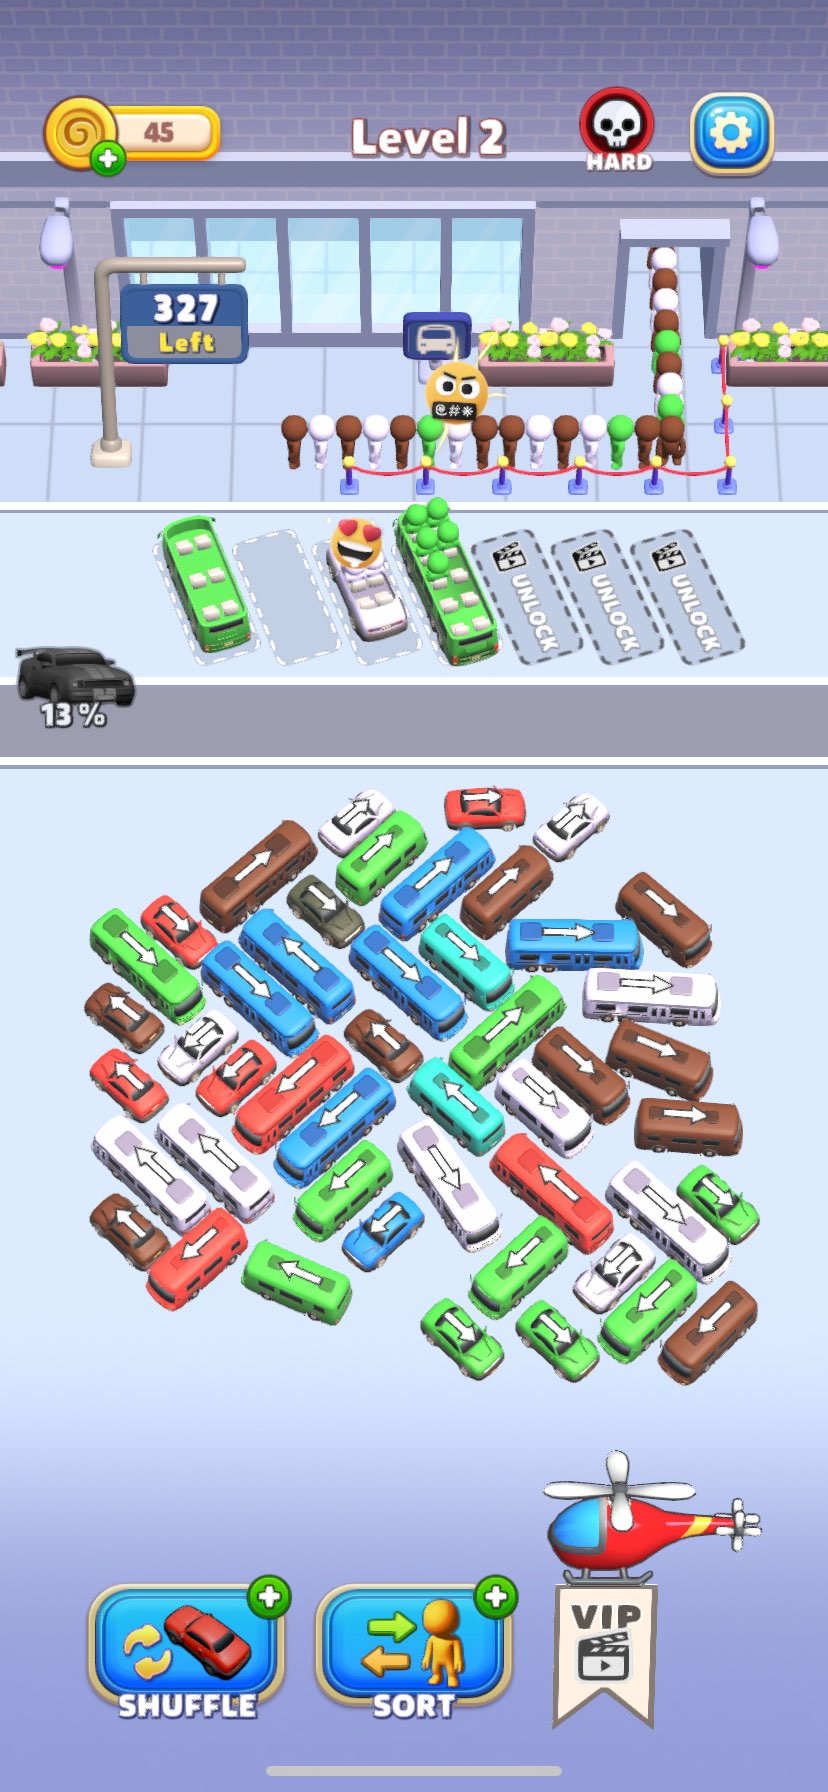 45
Level 2
HARD
327
Left
@#*
UNLOCK
UNLOCK
UNLOCK
13%
SHUFFLE
SORT
VIP